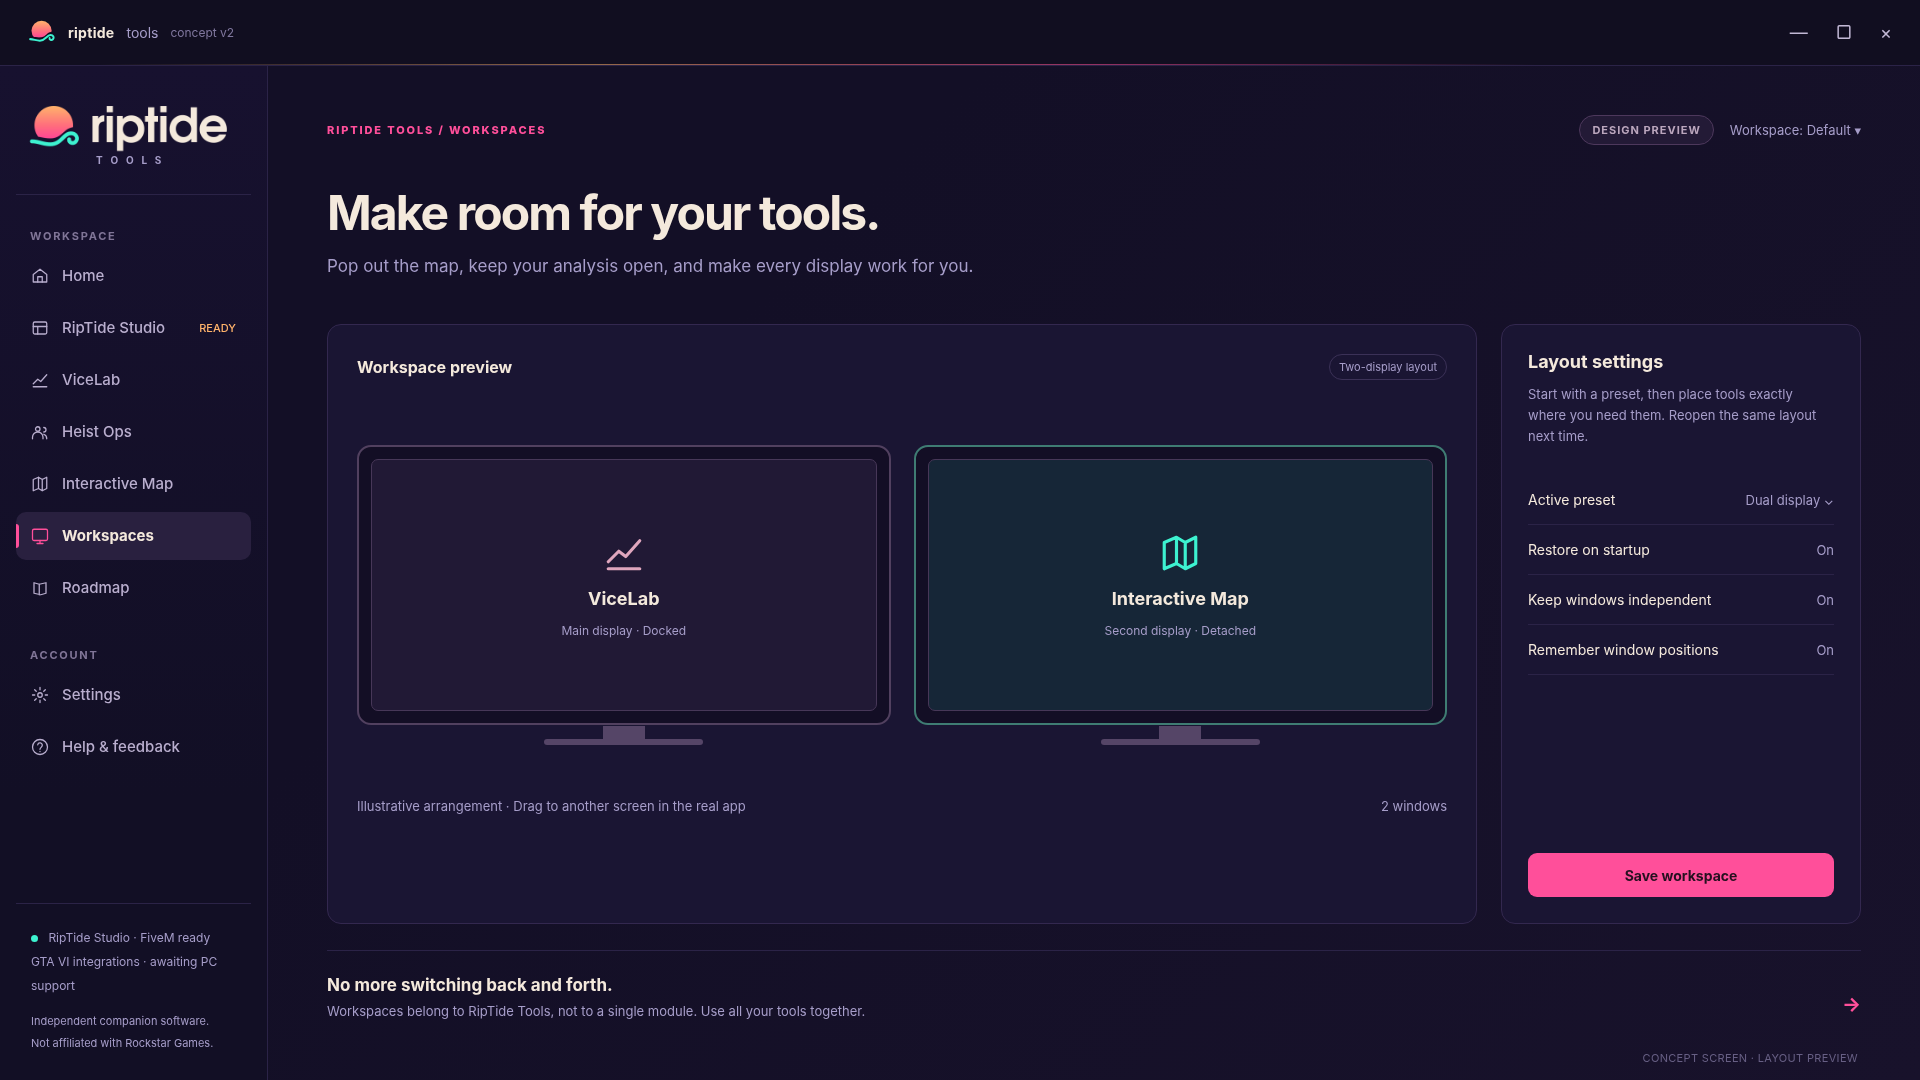 riptide tools concept v2
riptide
TOOLS
WORKSPACE
Home
RipTide Studio READY
ViceLab
Heist Ops
Interactive Map
Workspaces
Roadmap
ACCOUNT
Settings
Help & feedback
RipTide Studio · FiveM ready
GTA VI integrations · awaiting PC
support
Independent companion software.
Not affiliated with Rockstar Games.
RIPTIDE TOOLS / WORKSPACES
DESIGN PREVIEW
Workspace: Default ▾
Make room for your tools.
Pop out the map, keep your analysis open, and make every display work for you.
Workspace preview
Two-display layout
ViceLab
Main display · Docked
Interactive Map
Second display · Detached
Illustrative arrangement · Drag to another screen in the real app
2 windows
Layout settings
Start with a preset, then place tools exactly
where you need them. Reopen the same layout
next time.
Active preset Dual display
Restore on startup On
Keep windows independent On
Remember window positions On
Save workspace
No more switching back and forth.
Workspaces belong to RipTide Tools, not to a single module. Use all your tools together.
CONCEPT SCREEN · LAYOUT PREVIEW